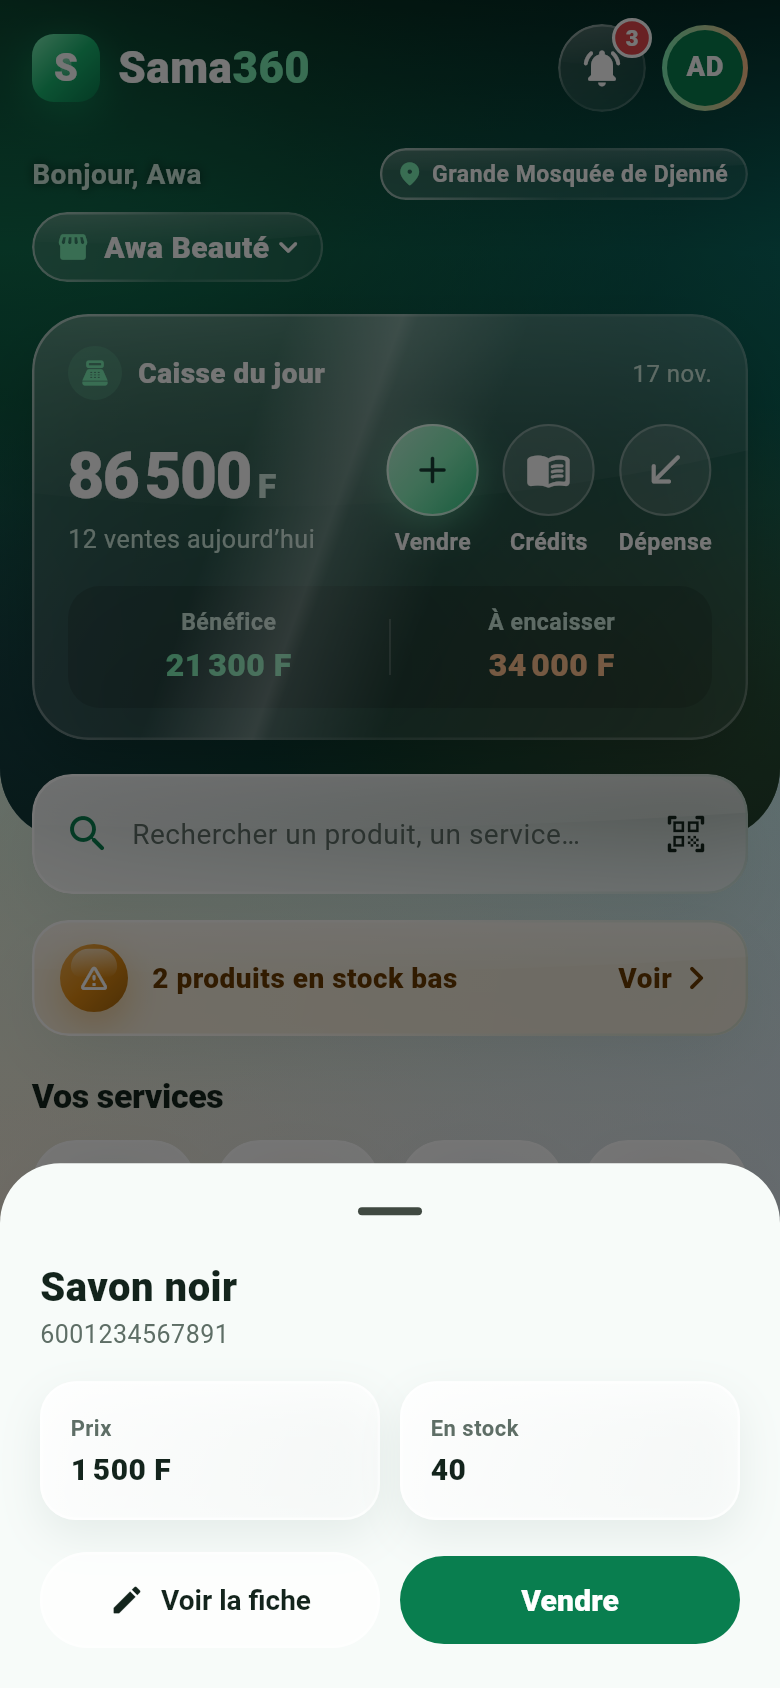 S
Sama360
3
AD
Bonjour, Awa
Grande Mosquée de Djenné
Awa Beauté
Caisse du jour
17 nov.
86 500 F
12 ventes aujourd’hui
Vendre
Crédits
Dépense
Bénéfice
À encaisser
21 300 F
34 000 F
Rechercher un produit, un service…
2 produits en stock bas
Voir
Vos services
Savon noir
6001234567891
Prix
En stock
1 500 F
40
Voir la fiche
Vendre